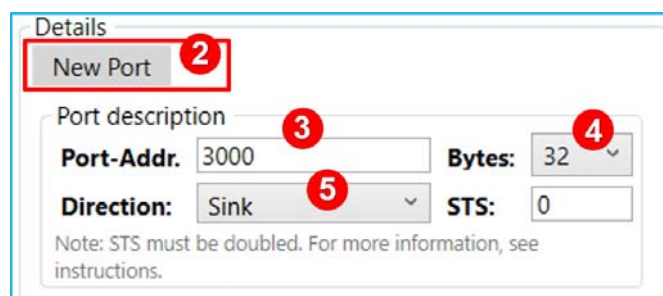 Details
New Port 2
Port description
3 4
Port-Addr. 3000 Bytes: 32
5
Direction: Sink STS: 0
Note: STS must be doubled. For more information, see
instructions.